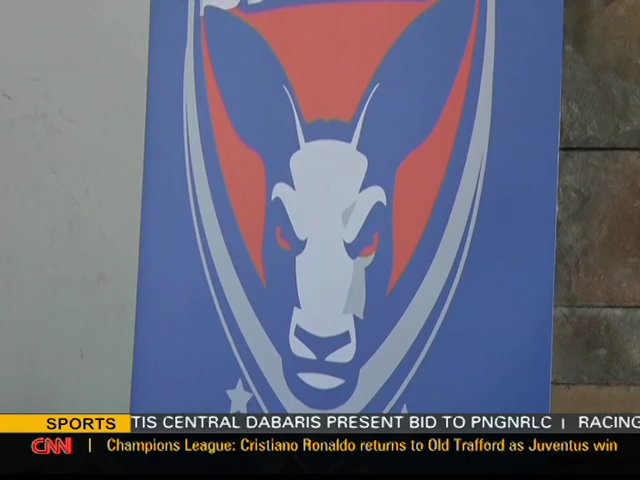 SPORTS TIS CENTRAL DABARIS PRESENT BID TO PNGNRLC | RACING
CNN | Champions League: Cristiano Ronaldo returns to Old Trafford as Juventus win